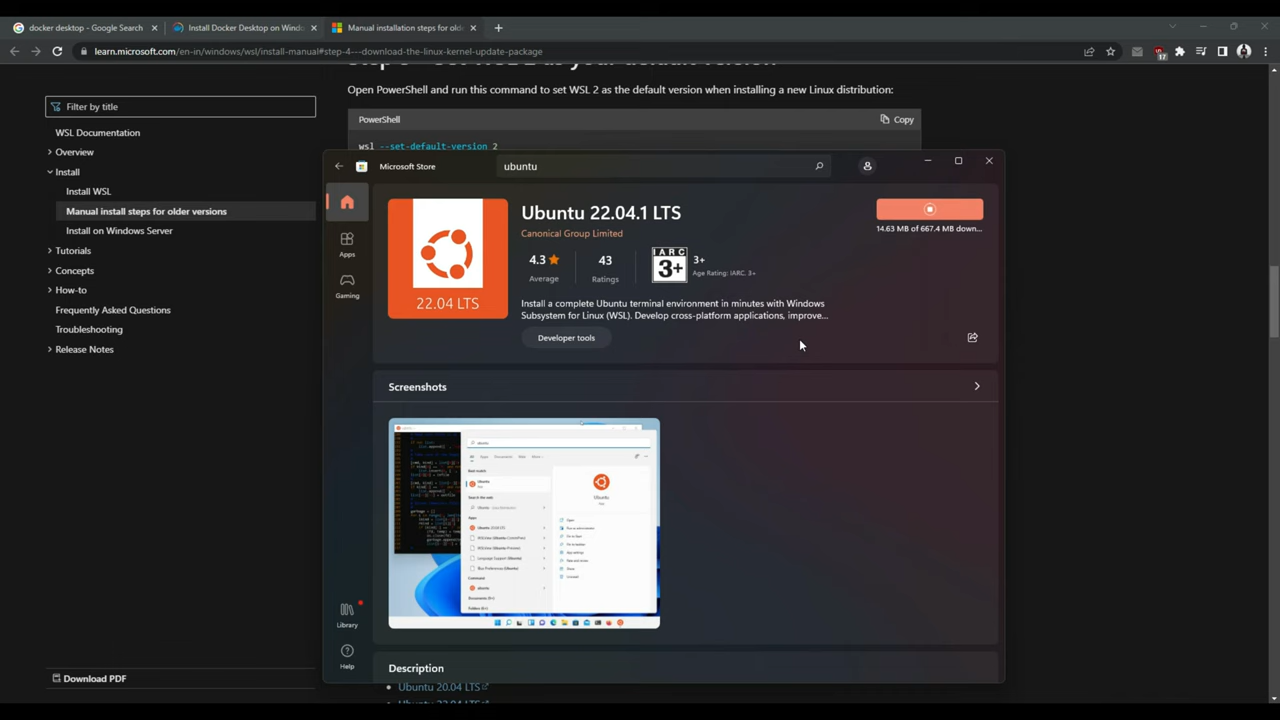 docker desktop - Google Search
Install Docker Desktop on Wind
Manual installation steps for older
learn.microsoft.com/en-in/windows/wsl/install-manual#step-4---download-the-linux-kernel-update-package
17
Filter by title
WSL Documentation
Overview
Install
Install WSL
Manual install steps for older versions
Install on Windows Server
Tutorials
Concepts
How-to
Frequently Asked Questions
Troubleshooting
Release Notes
Download PDF
Open PowerShell and run this command to set WSL 2 as the default version when installing a new Linux distribution:
PowerShell
Copy
wsl --set-default-version 2
Microsoft Store
ubuntu
Apps
Gaming
Library
Help
22.04 LTS
Ubuntu 22.04.1 LTS
Canonical Group Limited
4.3
Average
43
Ratings
IARC
3+
3+
Age Rating: IARC, 3+
14.63 MB of 667.4 MB down...
Install a complete Ubuntu terminal environment in minutes with Windows
Subsystem for Linux (WSL). Develop cross-platform applications, improve...
Developer tools
Screenshots
Description
Ubuntu 20.04 LTS